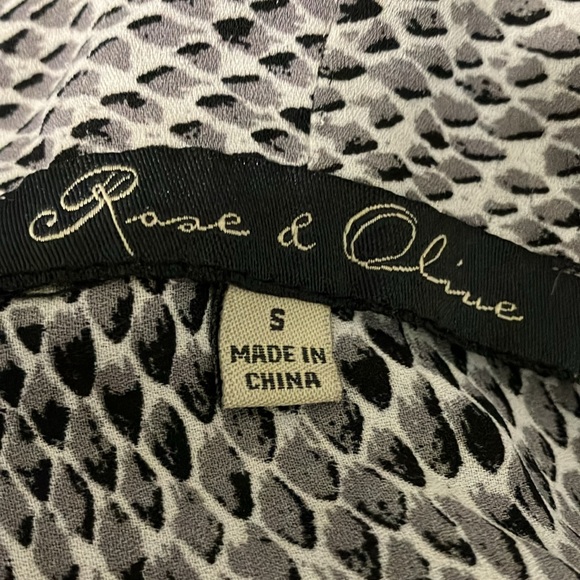 Rose & Olive
S
MADE IN
CHINA